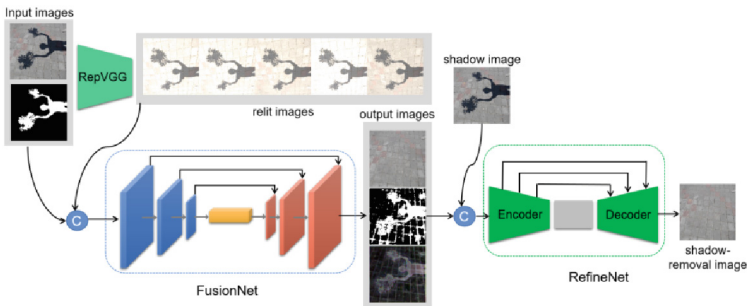 Input images
RepVGG
relit images
output images
shadow image
C
C
Encoder
Decoder
FusionNet
RefineNet
shadow-
removal image